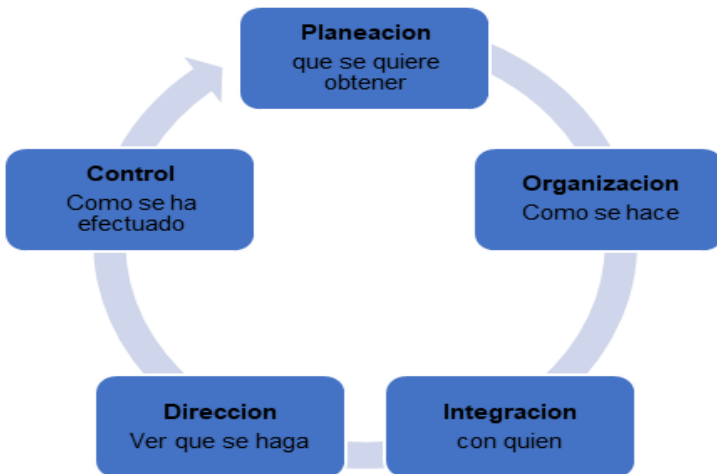 Planeacion
que se quiere
obtener
Organizacion
Como se hace
Integracion
con quien
Direccion
Ver que se haga
Control
Como se ha
efectuado